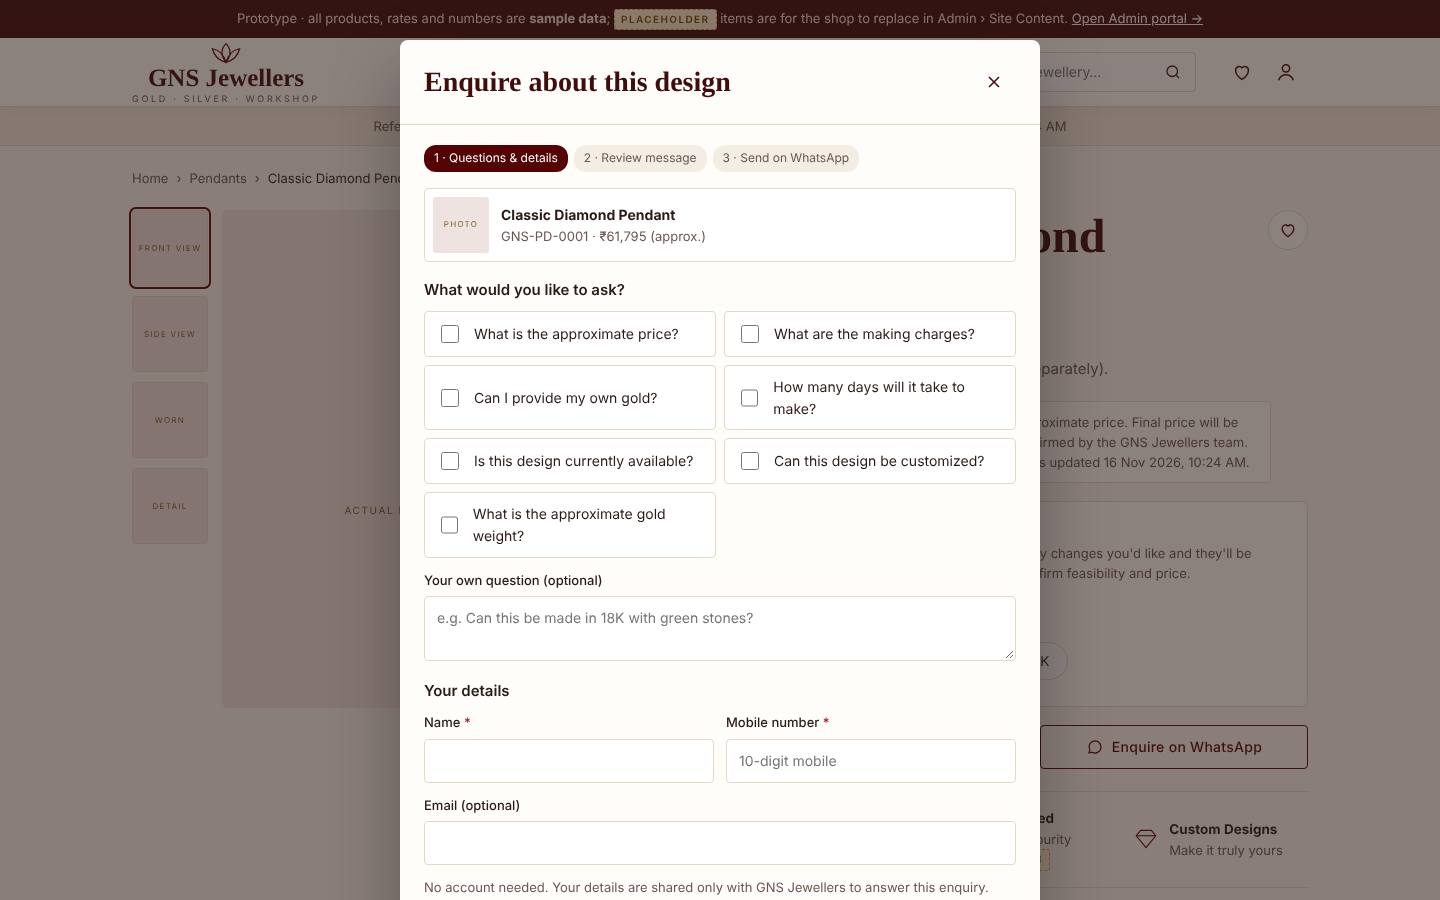 Prototype · all products, rates and numbers are sample data; PLACEHOLDER items are for the shop to replace in Admin › Site Content. Open Admin portal →
GNS Jewellers
GOLD · SILVER · WORKSHOP
Enquire about this design
ewellery...
Refe
AM
1 · Questions & details
2 · Review message
3 · Send on WhatsApp
Home › Pendants › Classic Diamond Pen
PHOTO
Classic Diamond Pendant
GNS-PD-0001 · ₹61,795 (approx.)
FRONT VIEW
SIDE VIEW
WORN
DETAIL
ACTUAL
What would you like to ask?
What is the approximate price?
What are the making charges?
Can I provide my own gold?
How many days will it take to
make?
Is this design currently available?
Can this design be customized?
What is the approximate gold
weight?
Your own question (optional)
e.g. Can this be made in 18K with green stones?
Your details
Name *
Mobile number *
10-digit mobile
Email (optional)
No account needed. Your details are shared only with GNS Jewellers to answer this enquiry.
ond
eparately).
roximate price. Final price will be
irmed by the GNS Jewellers team.
s updated 16 Nov 2026, 10:24 AM.
y changes you'd like and they'll be
firm feasibility and price.
K
Enquire on WhatsApp
ed
ourity
Custom Designs
Make it truly yours